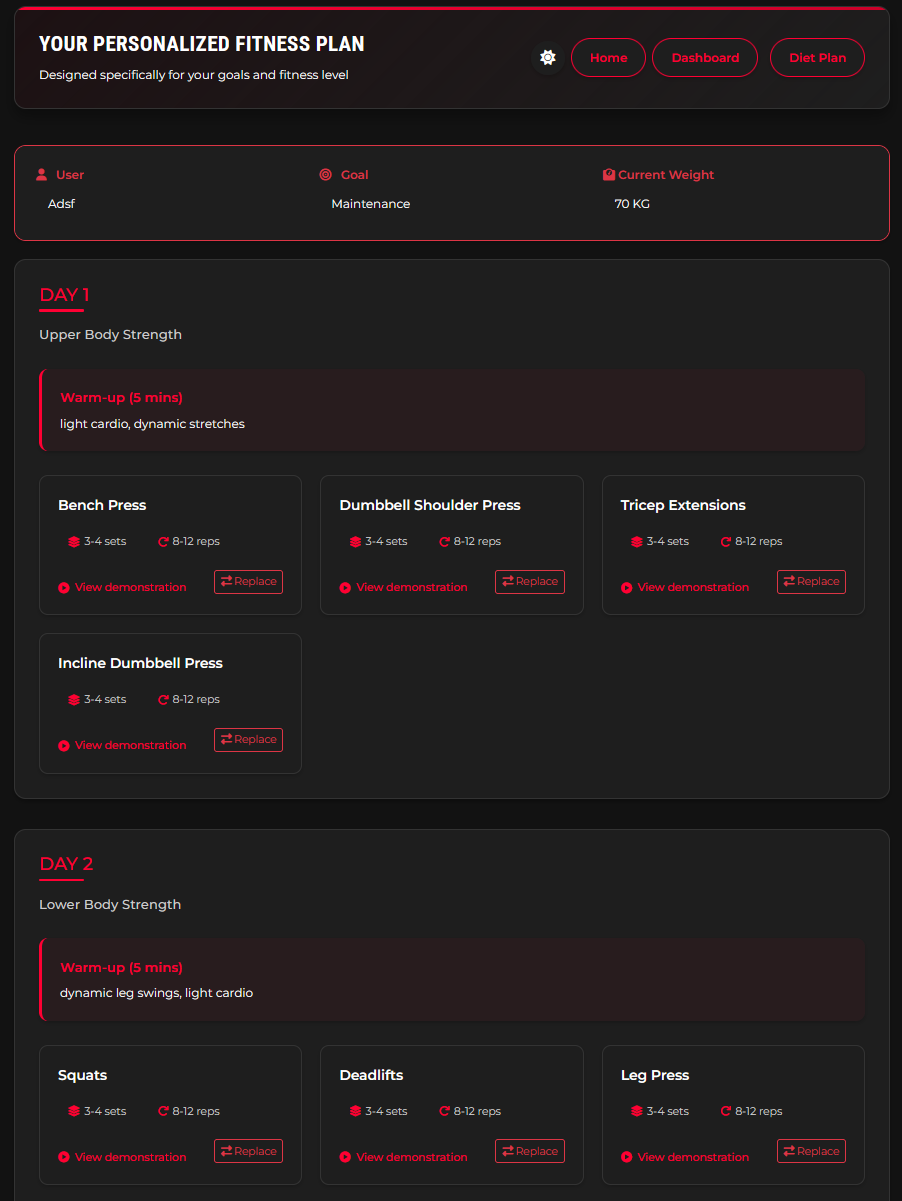 YOUR PERSONALIZED FITNESS PLAN
Designed specifically for your goals and fitness level
Home
Dashboard
Diet Plan
User
Goal
Current Weight
Adsf
Maintenance
70 KG
DAY 1
Upper Body Strength
Warm-up (5 mins)
light cardio, dynamic stretches
Bench Press
3-4 sets 8-12 reps
View demonstration Replace
Dumbbell Shoulder Press
3-4 sets 8-12 reps
View demonstration Replace
Tricep Extensions
3-4 sets 8-12 reps
View demonstration Replace
Incline Dumbbell Press
3-4 sets 8-12 reps
View demonstration Replace
DAY 2
Lower Body Strength
Warm-up (5 mins)
dynamic leg swings, light cardio
Squats
3-4 sets 8-12 reps
View demonstration Replace
Deadlifts
3-4 sets 8-12 reps
View demonstration Replace
Leg Press
3-4 sets 8-12 reps
View demonstration Replace